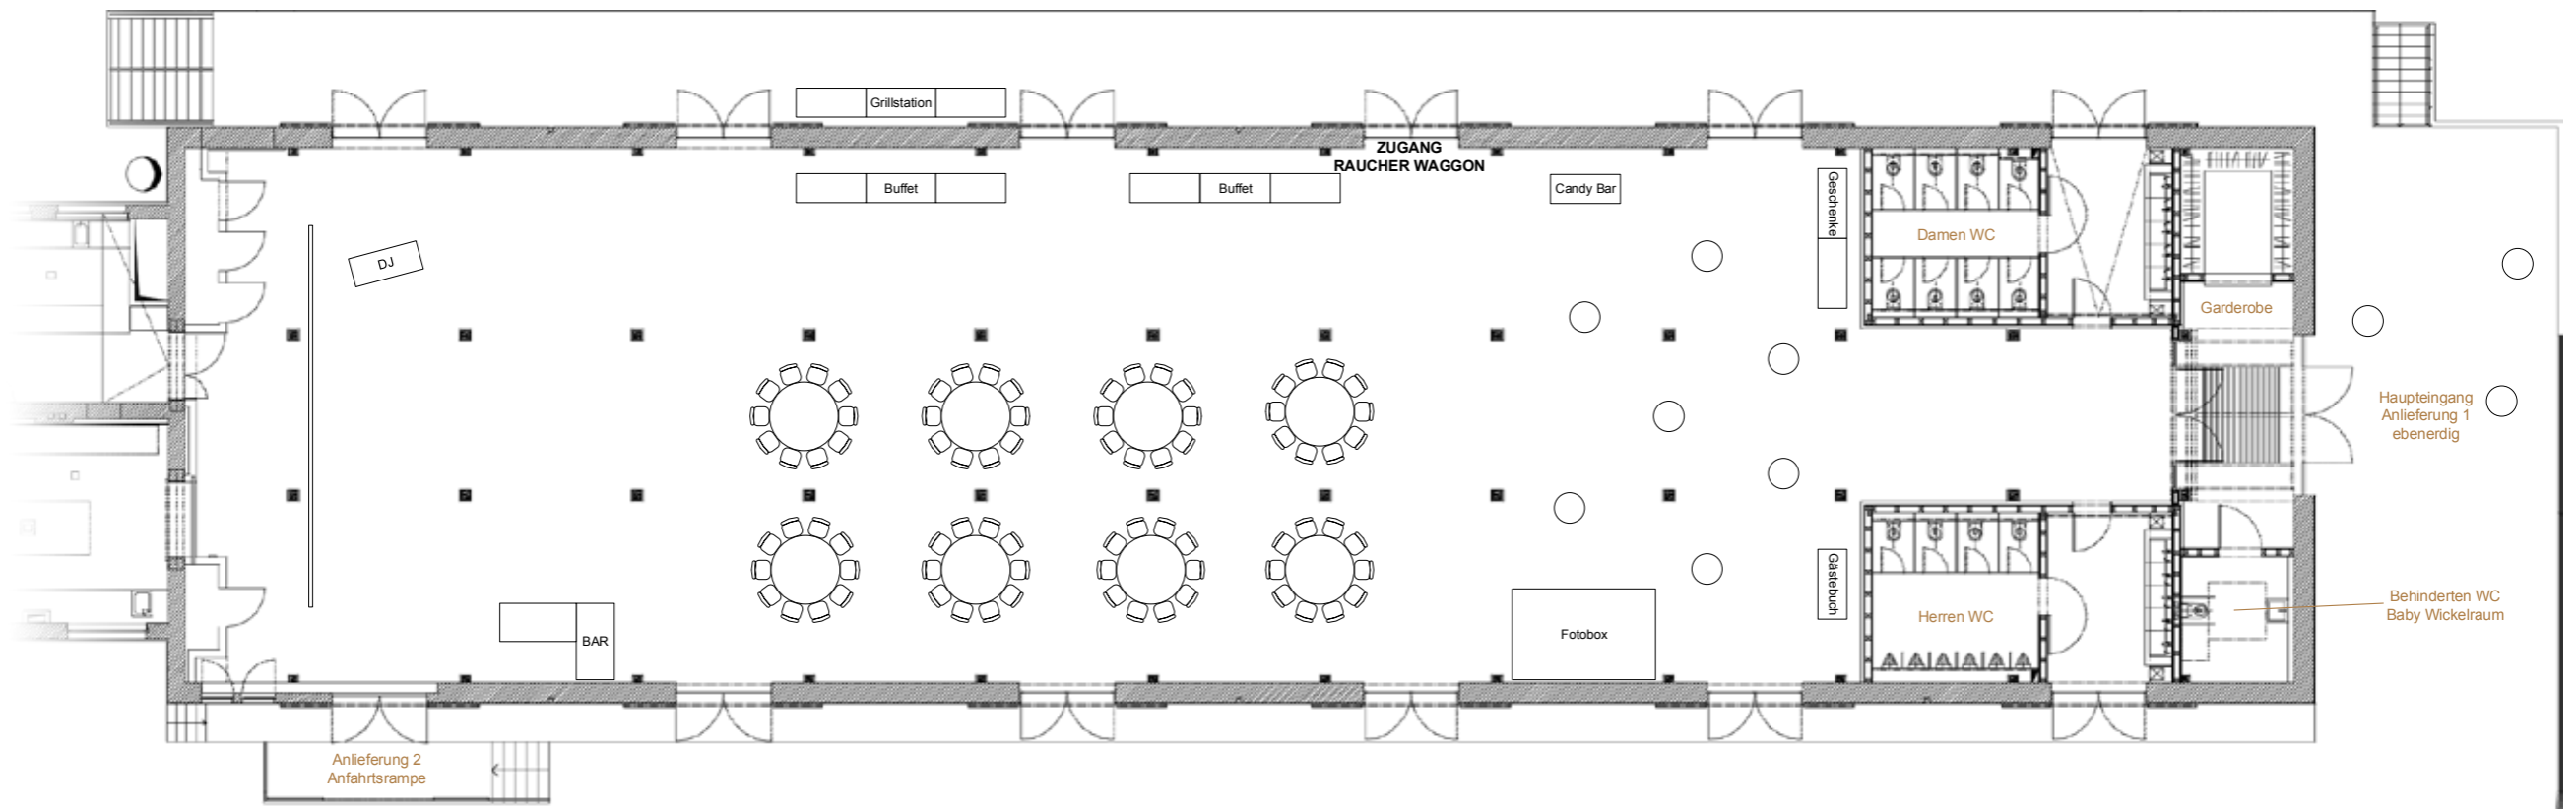 Grillstation
ZUGANG
RAUCHER WAGGON
Buffet
Buffet
Candy Bar
Geschenke
Damen WC
DJ
Garderobe
Haupteingang
Anlieferung 1
ebenerdig
Gästebuch
Behinderten WC
Baby Wickelraum
Herren WC
BAR
Fotobox
Anlieferung 2
Anfahrtsrampe